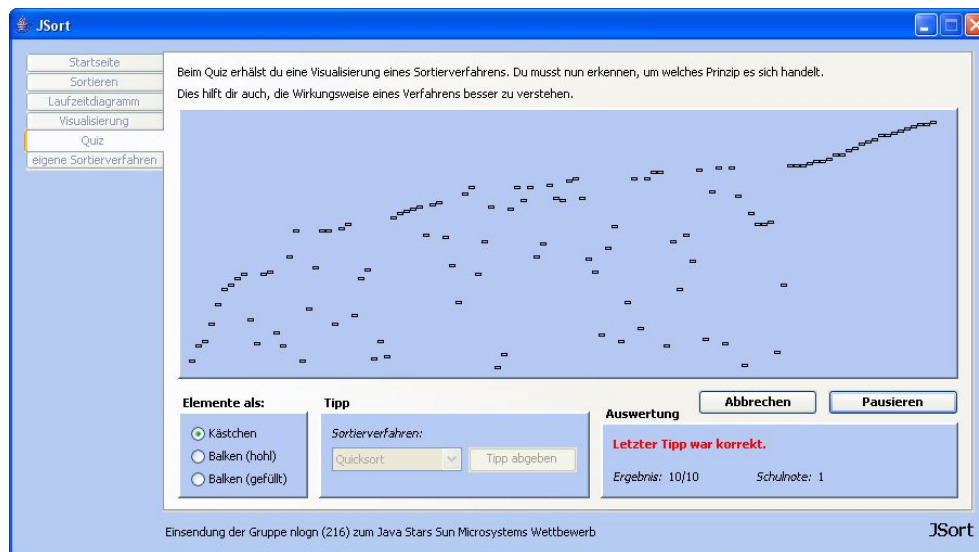 JSort
Startseite
Sortieren
Laufzeitdiagramm
Visualisierung
Quiz
eigene Sortierverfahren
Beim Quiz erhälst du eine Visualisierung eines Sortierverfahrens. Du musst nun erkennen, um welches Prinzip es sich handelt.
Dies hilft dir auch, die Wirkungsweise eines Verfahrens besser zu verstehen.
Abbrechen
Pausieren
Elemente als:
Kästchen
Balken (hohl)
Balken (gefüllt)
Tipp
Sortierverfahren:
Quicksort
Tipp abgeben
Auswertung
Letzter Tipp war korrekt.
Ergebnis: 10/10 Schulnote: 1
Einsendung der Gruppe nlogn (216) zum Java Stars Sun Microsystems Wettbewerb
JSort